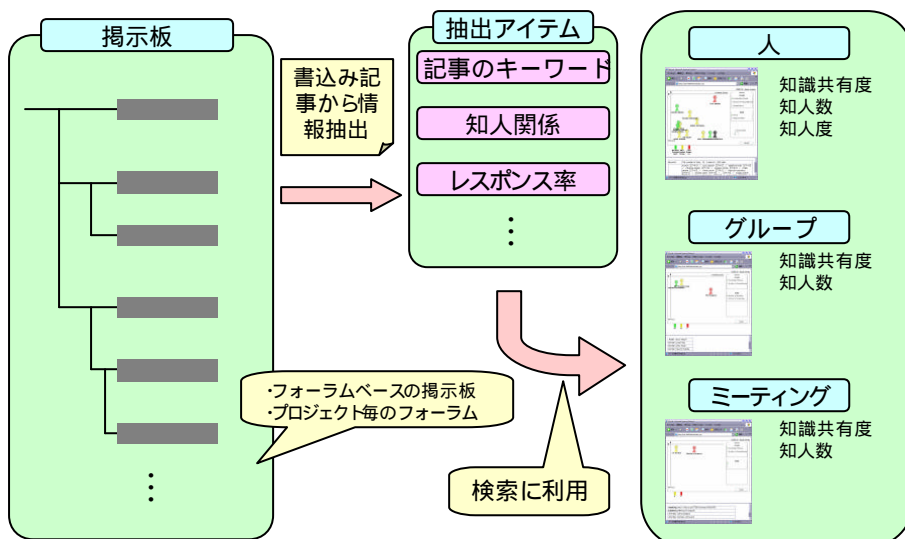 掲示板
書込み記
事から情
報抽出
・フォーラムベースの掲示板
・プロジェクト毎のフォーラム
抽出アイテム
記事のキーワード
知人関係
レスポンス率
検索に利用
人
知識共有度
知人数
知人度
グループ
知識共有度
知人数
ミーティング
知識共有度
知人数